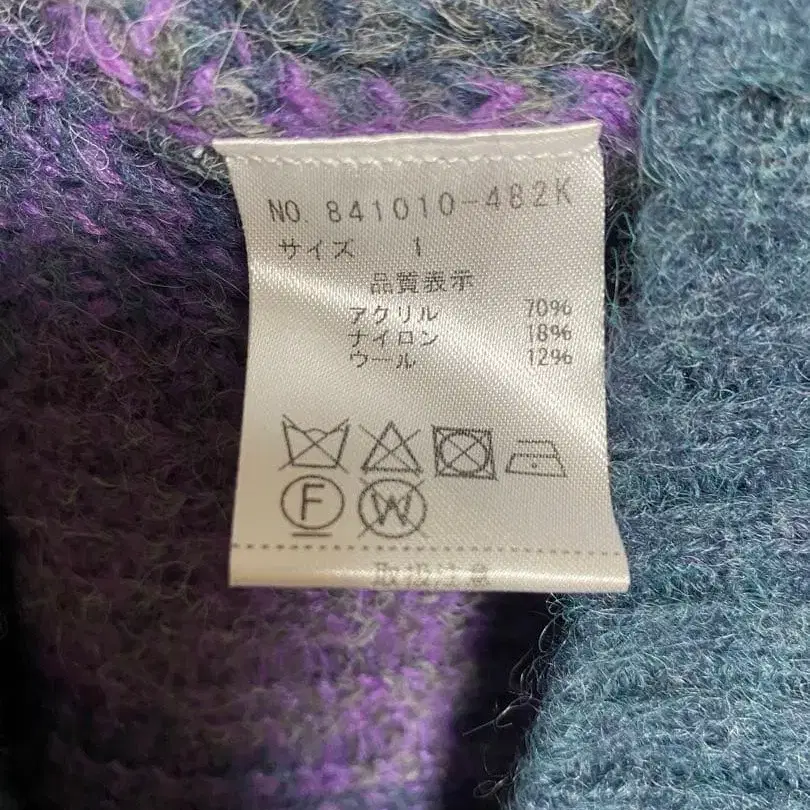 NO. 841010-482K
サイズ 1
品質表示
アクリル 70%
ナイロン 18%
ウール 12%
F
W